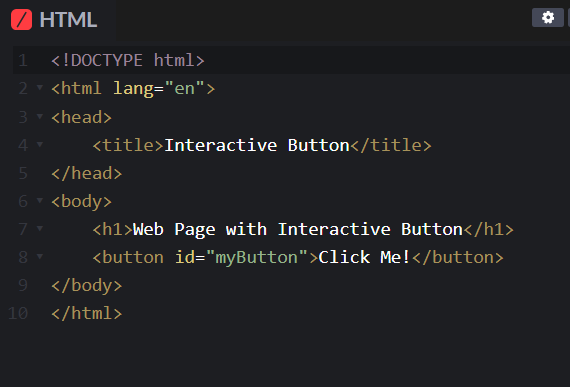 HTML
1 <!DOCTYPE html>
2 <html lang="en">
3 <head>
4     <title>Interactive Button</title>
5 </head>
6 <body>
7     <h1>Web Page with Interactive Button</h1>
8     <button id="myButton">Click Me!</button>
9 </body>
10 </html>